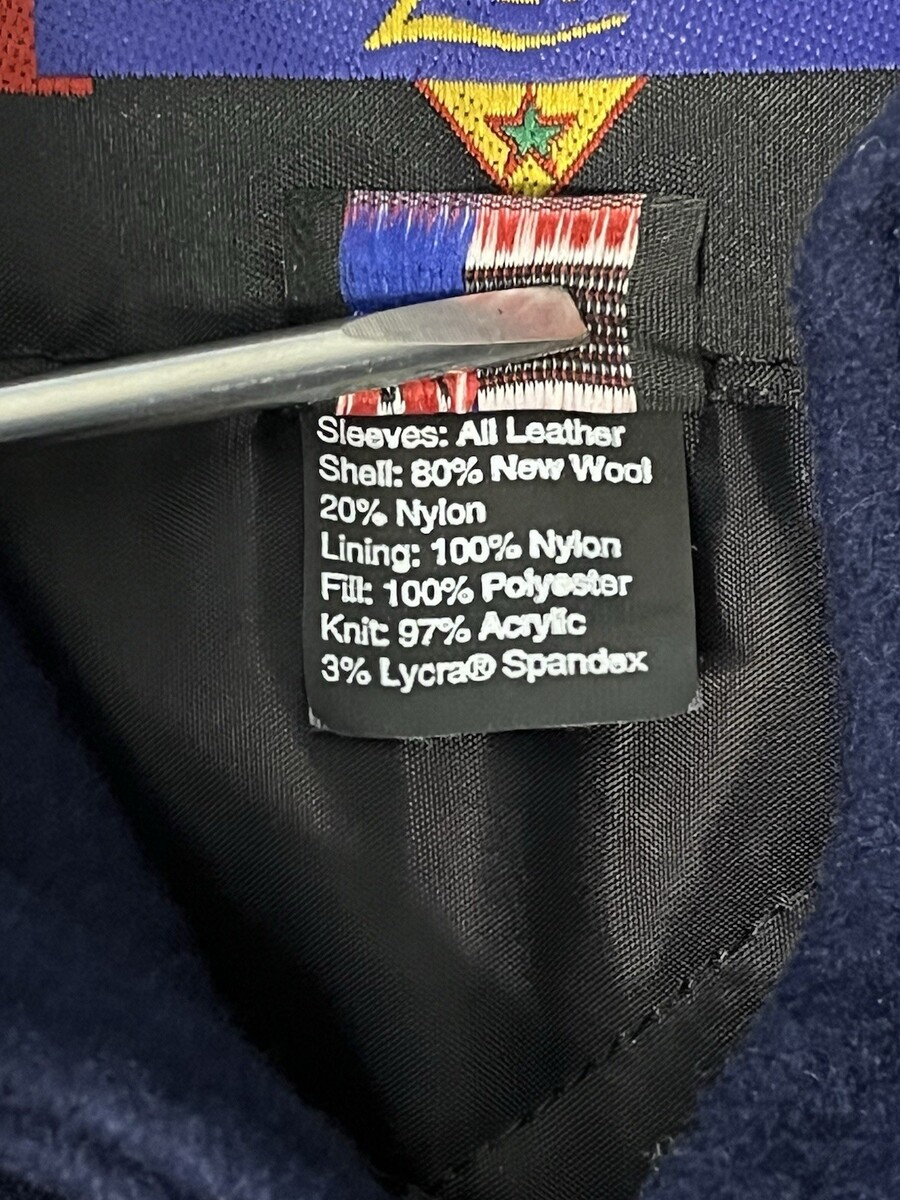 Sleeves: All Leather
Shell: 80% New Wool
20% Nylon
Lining: 100% Nylon
Fill: 100% Polyester
Knit: 97% Acrylic
3% Lycra® Spandex